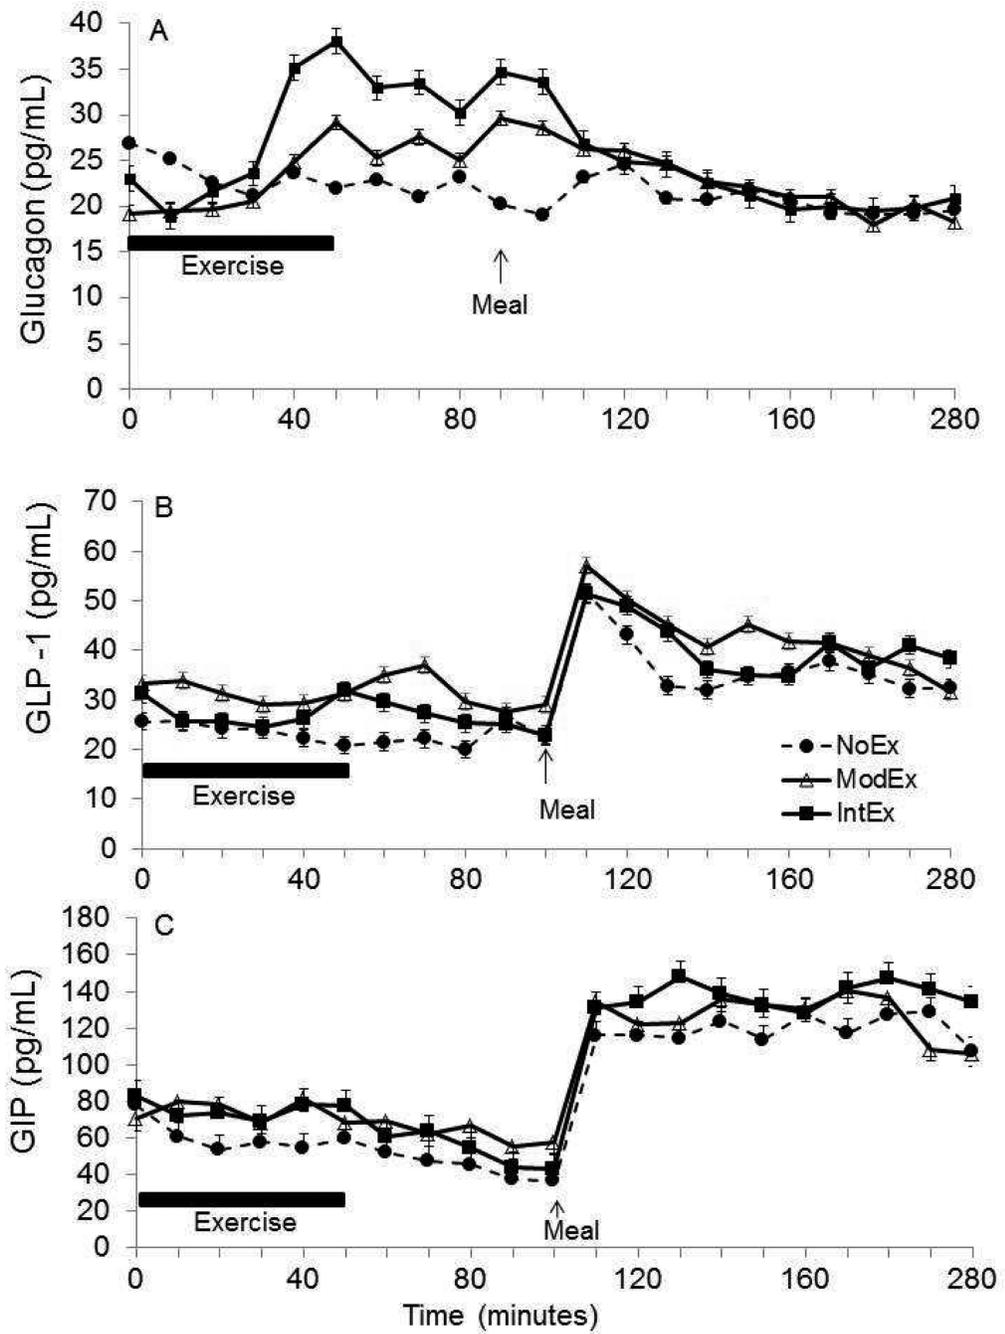 A
Glucagon (pg/mL)
40
35
30
25
20
15
10
5
0
Exercise
Meal
0 40 80 120 160 280
B
GLP -1 (pg/mL)
70
60
50
40
30
20
10
0
NoEx
ModEx
IntEx
Exercise
Meal
0 40 80 120 160 280
C
GIP (pg/mL)
180
160
140
120
100
80
60
40
20
0
Exercise
Meal
0 40 80 120 160 280
Time (minutes)